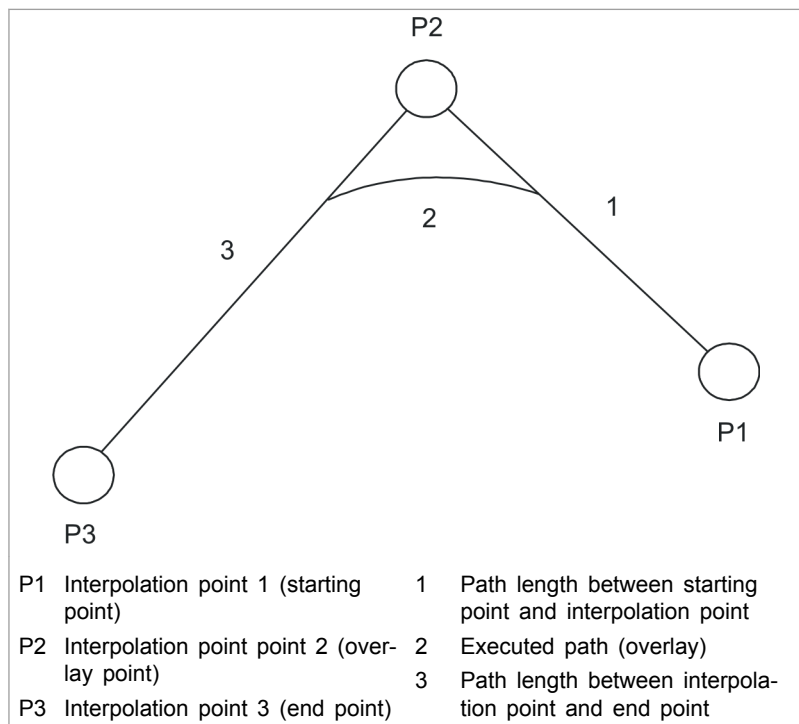 P2
1
2
3
P1
P3
P1 Interpolation point 1 (starting
point)
P2 Interpolation point point 2 (over-
lay point)
P3 Interpolation point 3 (end point)
1 Path length between starting
point and interpolation point
2 Executed path (overlay)
3 Path length between interpola-
tion point and end point